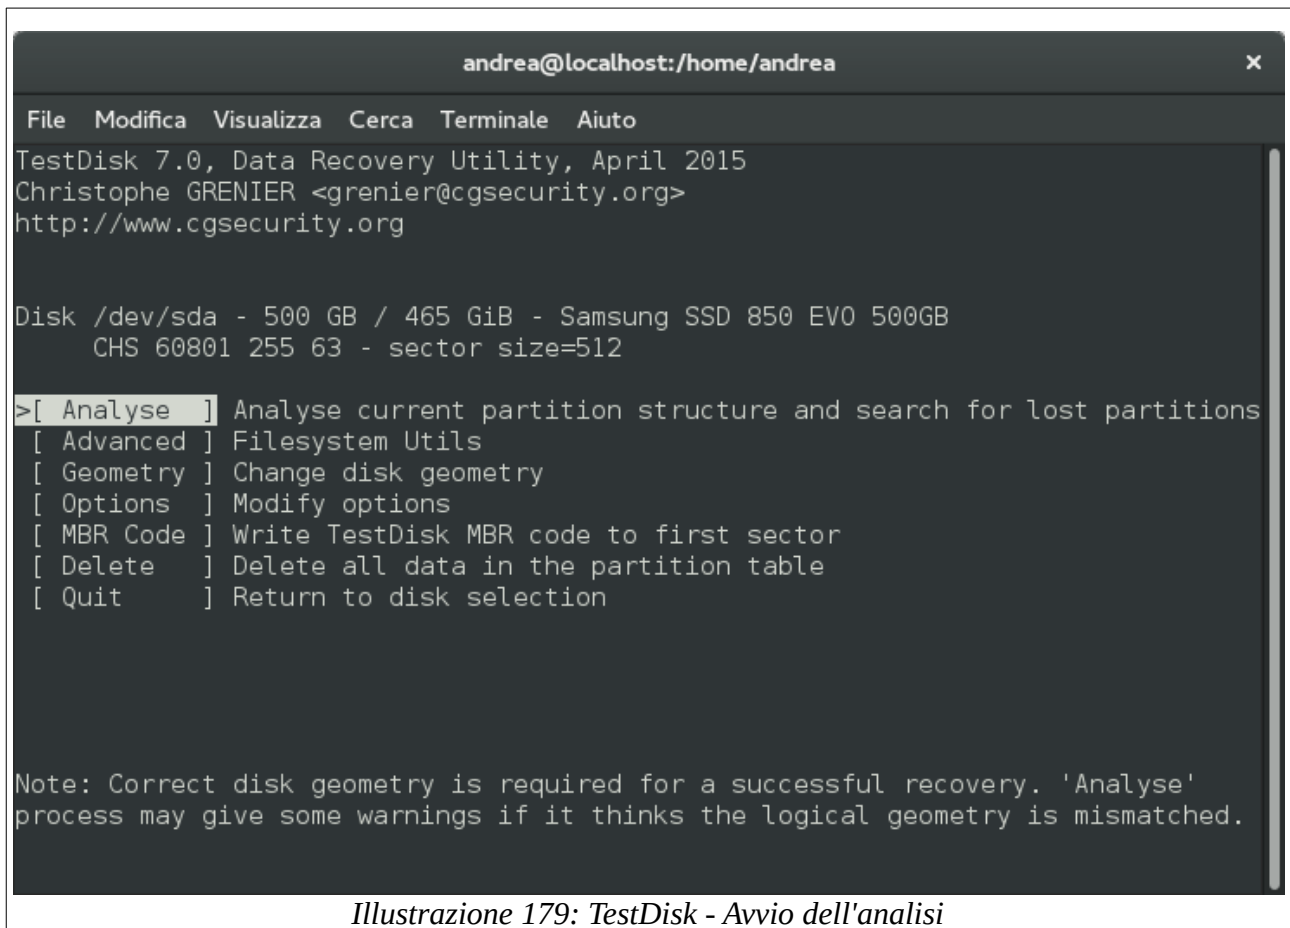 andrea@localhost:/home/andrea ×
File Modifica Visualizza Cerca Terminale Aiuto
TestDisk 7.0, Data Recovery Utility, April 2015
Christophe GRENIER <grenier@cgsecurity.org>
http://www.cgsecurity.org
Disk /dev/sda - 500 GB / 465 GiB - Samsung SSD 850 EVO 500GB
CHS 60801 255 63 - sector size=512
>[ Analyse  ] Analyse current partition structure and search for lost partitions
[ Advanced ] Filesystem Utils
[ Geometry ] Change disk geometry
[ Options  ] Modify options
[ MBR Code ] Write TestDisk MBR code to first sector
[ Delete   ] Delete all data in the partition table
[ Quit     ] Return to disk selection
Note: Correct disk geometry is required for a successful recovery. 'Analyse'
process may give some warnings if it thinks the logical geometry is mismatched.
Illustrazione 179: TestDisk - Avvio dell'analisi